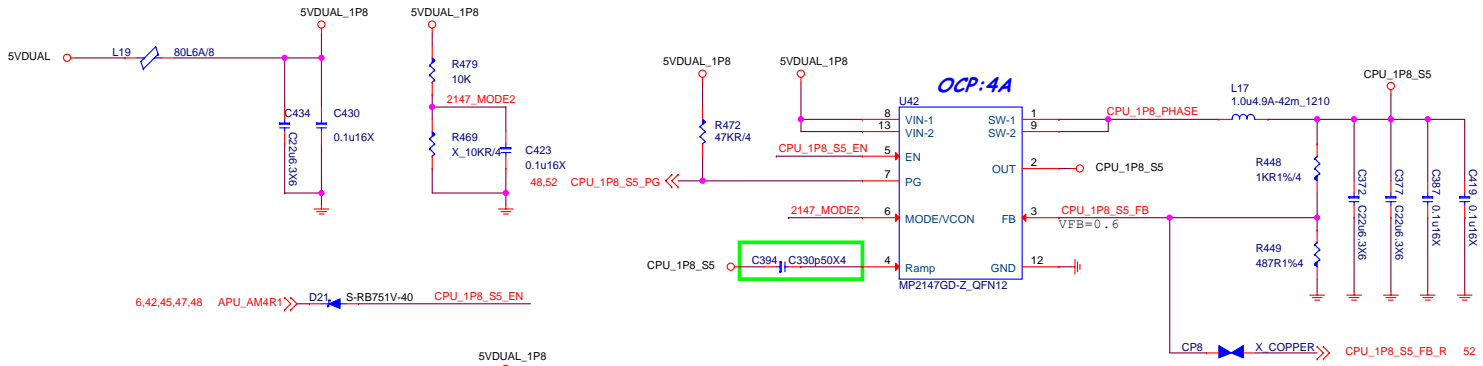 5VDUAL
L19
80L6A/8
5VDUAL_1P8
C434
C22u6.3X6
C430
0.1u16X
5VDUAL_1P8
R479
10K
2147_MODE2
R469
X_10KR/4
C423
0.1u16X
6,42,45,47,48
APU_AM4R1
D21
S-RB751V-40
CPU_1P8_S5_EN
5VDUAL_1P8
5VDUAL_1P8
R472
47KR/4
5VDUAL_1P8
OCP:4A
U42
8
VIN-1
13
VIN-2
CPU_1P8_S5_EN
5
EN
48,52
CPU_1P8_S5_PG
7
PG
2147_MODE2
6
MODE/VCON
CPU_1P8_S5
C394
C330p50X4
4
Ramp
SW-1
1
SW-2
9
OUT
2
CPU_1P8_S5
FB
3
CPU_1P8_S5_FB
VFB=0.6
GND
12
MP2147GD-Z_QFN12
CPU_1P8_PHASE
L17
1.0u4.9A-42m_1210
CPU_1P8_S5
R448
1KR1%/4
R449
487R1%4
C372
C22u6.3X6
C377
C22u6.3X6
C387
0.1u16X
C419
0.1u16X
CP8
X_COPPER
CPU_1P8_S5_FB_R
52